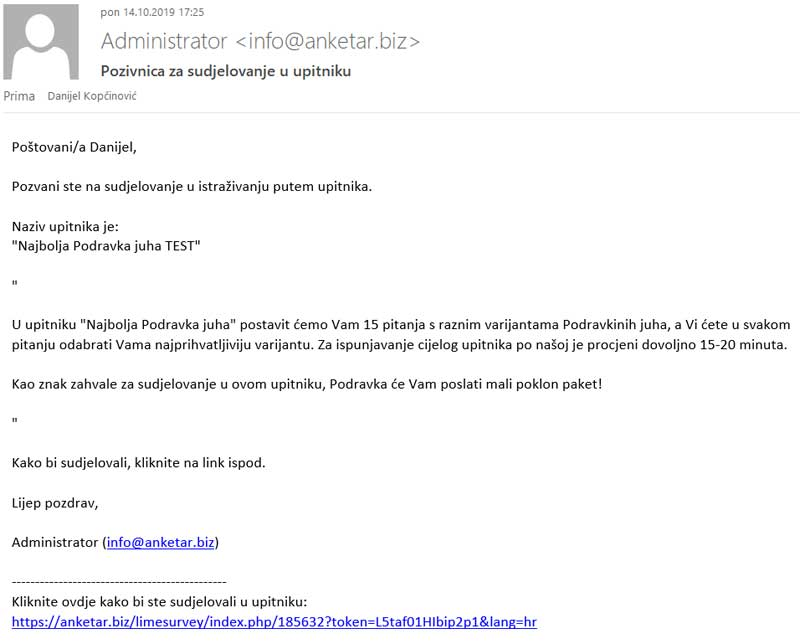 pon 14.10.2019 17:25
Administrator <info@anketar.biz>
Pozivnica za sudjelovanje u upitniku
Prima Danijel Kopčinović
Poštovani/a Danijel,
Pozvani ste na sudjelovanje u istraživanju putem upitnika.
Naziv upitnika je:
"Najbolja Podravka juha TEST"
"
U upitniku "Najbolja Podravka juha" postavit ćemo Vam 15 pitanja s raznim varijantama Podravkinih juha, a Vi ćete u svakom
pitanju odabrati Vama najprihvatljiviju varijantu. Za ispunjavanje cijelog upitnika po našoj je procjeni dovoljno 15-20 minuta.
Kao znak zahvale za sudjelovanje u ovom upitniku, Podravka će Vam poslati mali poklon paket!
"
Kako bi sudjelovali, kliknite na link ispod.
Lijep pozdrav,
Administrator (info@anketar.biz)
----------------------------------------------
Kliknite ovdje kako bi ste sudjelovali u upitniku:
https://anketar.biz/limesurvey/index.php/185632?token=L5taf01HIbip2p1&lang=hr